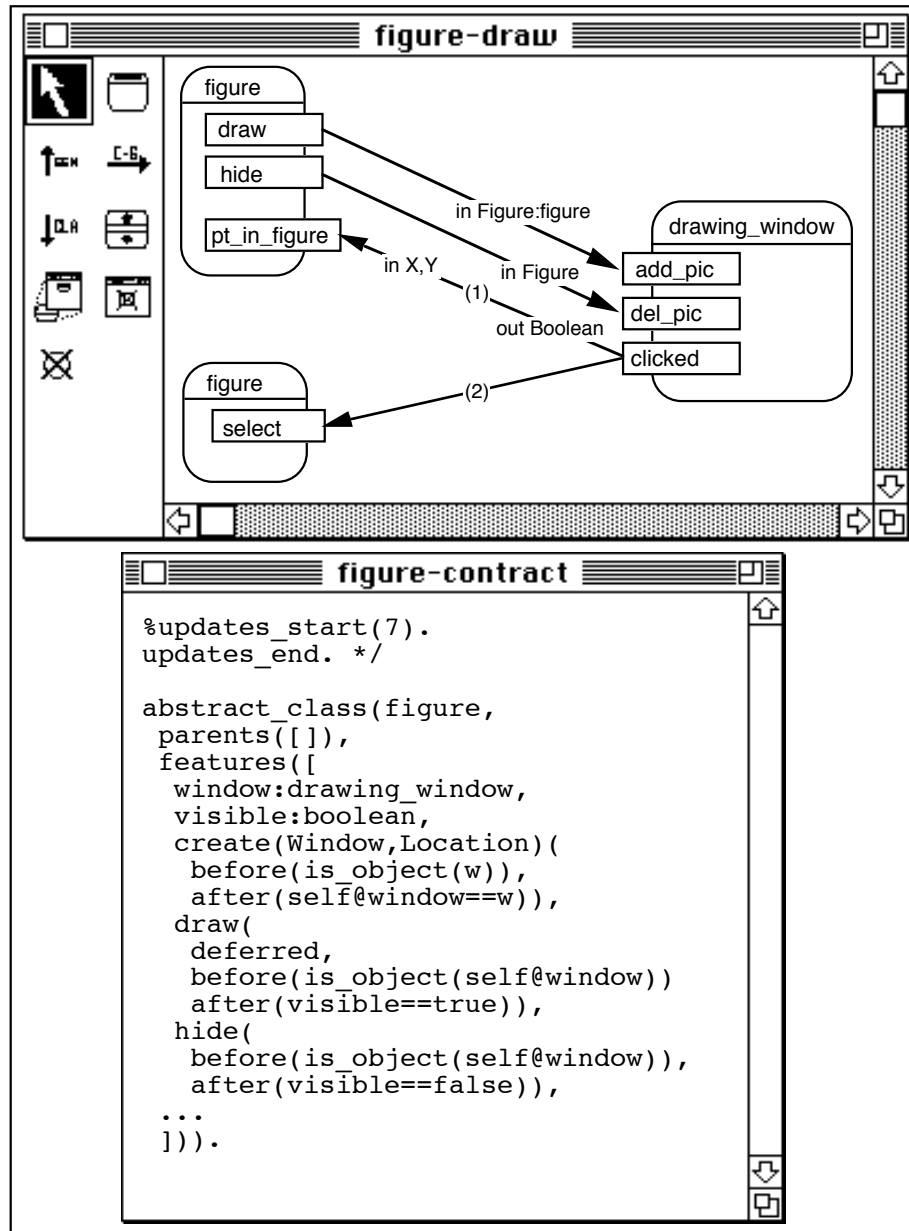 figure-draw
figure
draw
hide
pt_in_figure
in Figure:figure
drawing_window
add_pic
in X,Y
in Figure
(1)
del_pic
out Boolean
clicked
figure
(2)
select
C-S
figure-contract
%updates_start(7).
updates_end. */
abstract_class(figure,
parents([]),
features([
window:drawing_window,
visible:boolean,
create(Window,Location)(
before(is_object(w)),
after(self@window==w)),
draw(
deferred,
before(is_object(self@window))
after(visible==true)),
hide(
before(is_object(self@window)),
after(visible==false)),
...
])).